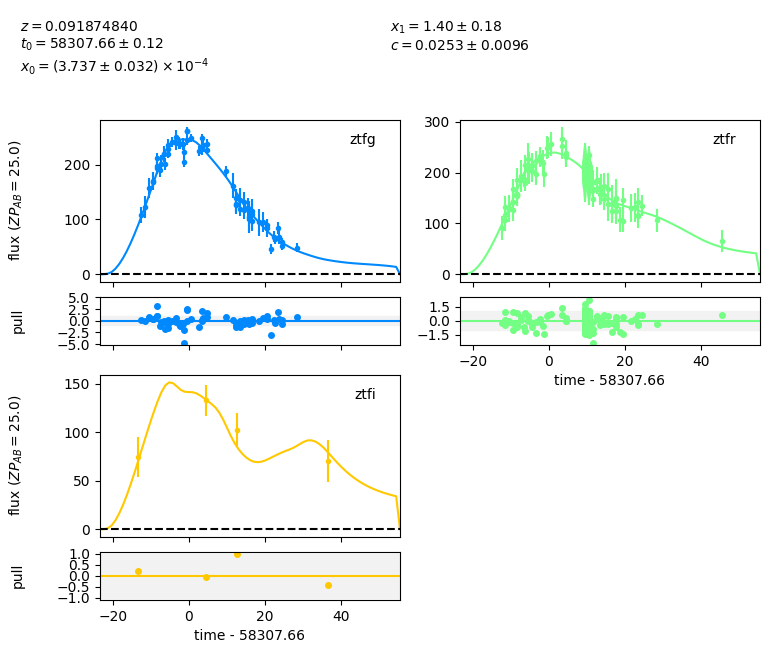 z = 0.091874840
t₀ = 58307.66 ± 0.12
x₀ = (3.737 ± 0.032) × 10⁻⁴
x₁ = 1.40 ± 0.18
c = 0.0253 ± 0.0096
flux (ZP_AB = 25.0)
200
100
0
ztfg
300
200
100
0
ztfr
pull
5.0
2.5
0.0
−2.5
−5.0
1.5
0.0
−1.5
−20 0 20 40
time - 58307.66
flux (ZP_AB = 25.0)
150
100
50
0
ztfi
pull
1.0
0.5
0.0
−0.5
−1.0
−20 0 20 40
time - 58307.66